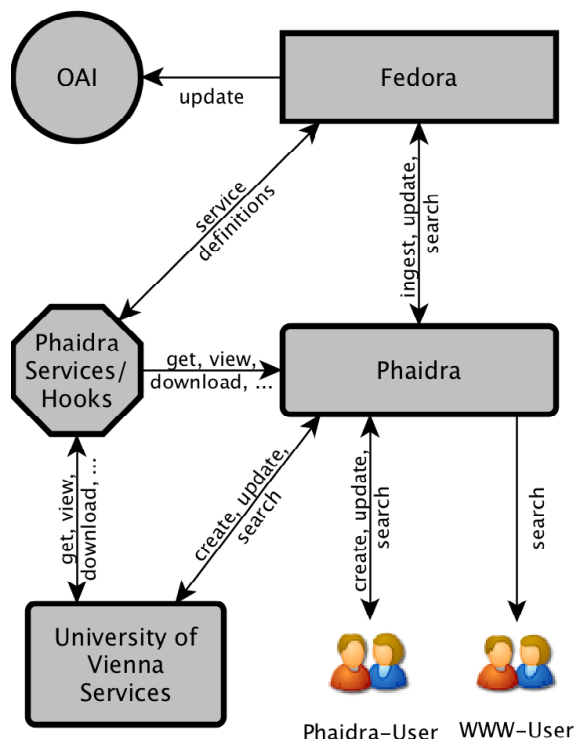 OAI
Fedora
update
service
definitions
ingest, update,
search
Phaidra
Services/
Hooks
get, view,
download, ...
Phaidra
get, view,
download, ...
create, update,
search
create, update,
search
search
University of
Vienna
Services
Phaidra-User
WWW-User